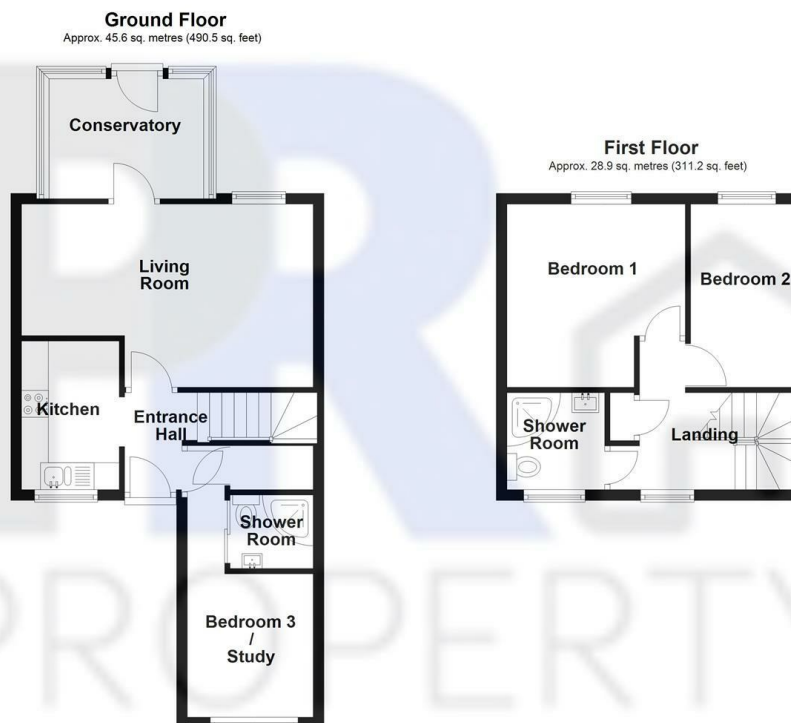 Ground Floor
Approx. 45.6 sq. metres (490.5 sq. feet)
Conservatory
Living
Room
Kitchen
Entrance
Hall
Shower
Room
Bedroom 3
/
Study
First Floor
Approx. 28.9 sq. metres (311.2 sq. feet)
Bedroom 1
Bedroom 2
Shower
Room
Landing
PR
PROPERTY